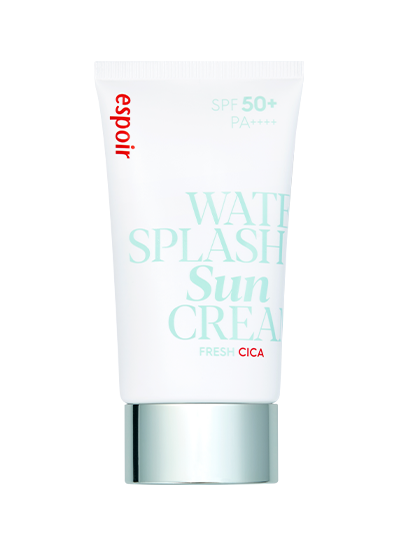 espoir
SPF 50+
PA++++
WATE
SPLASH
Sun
CREA
FRESH CICA